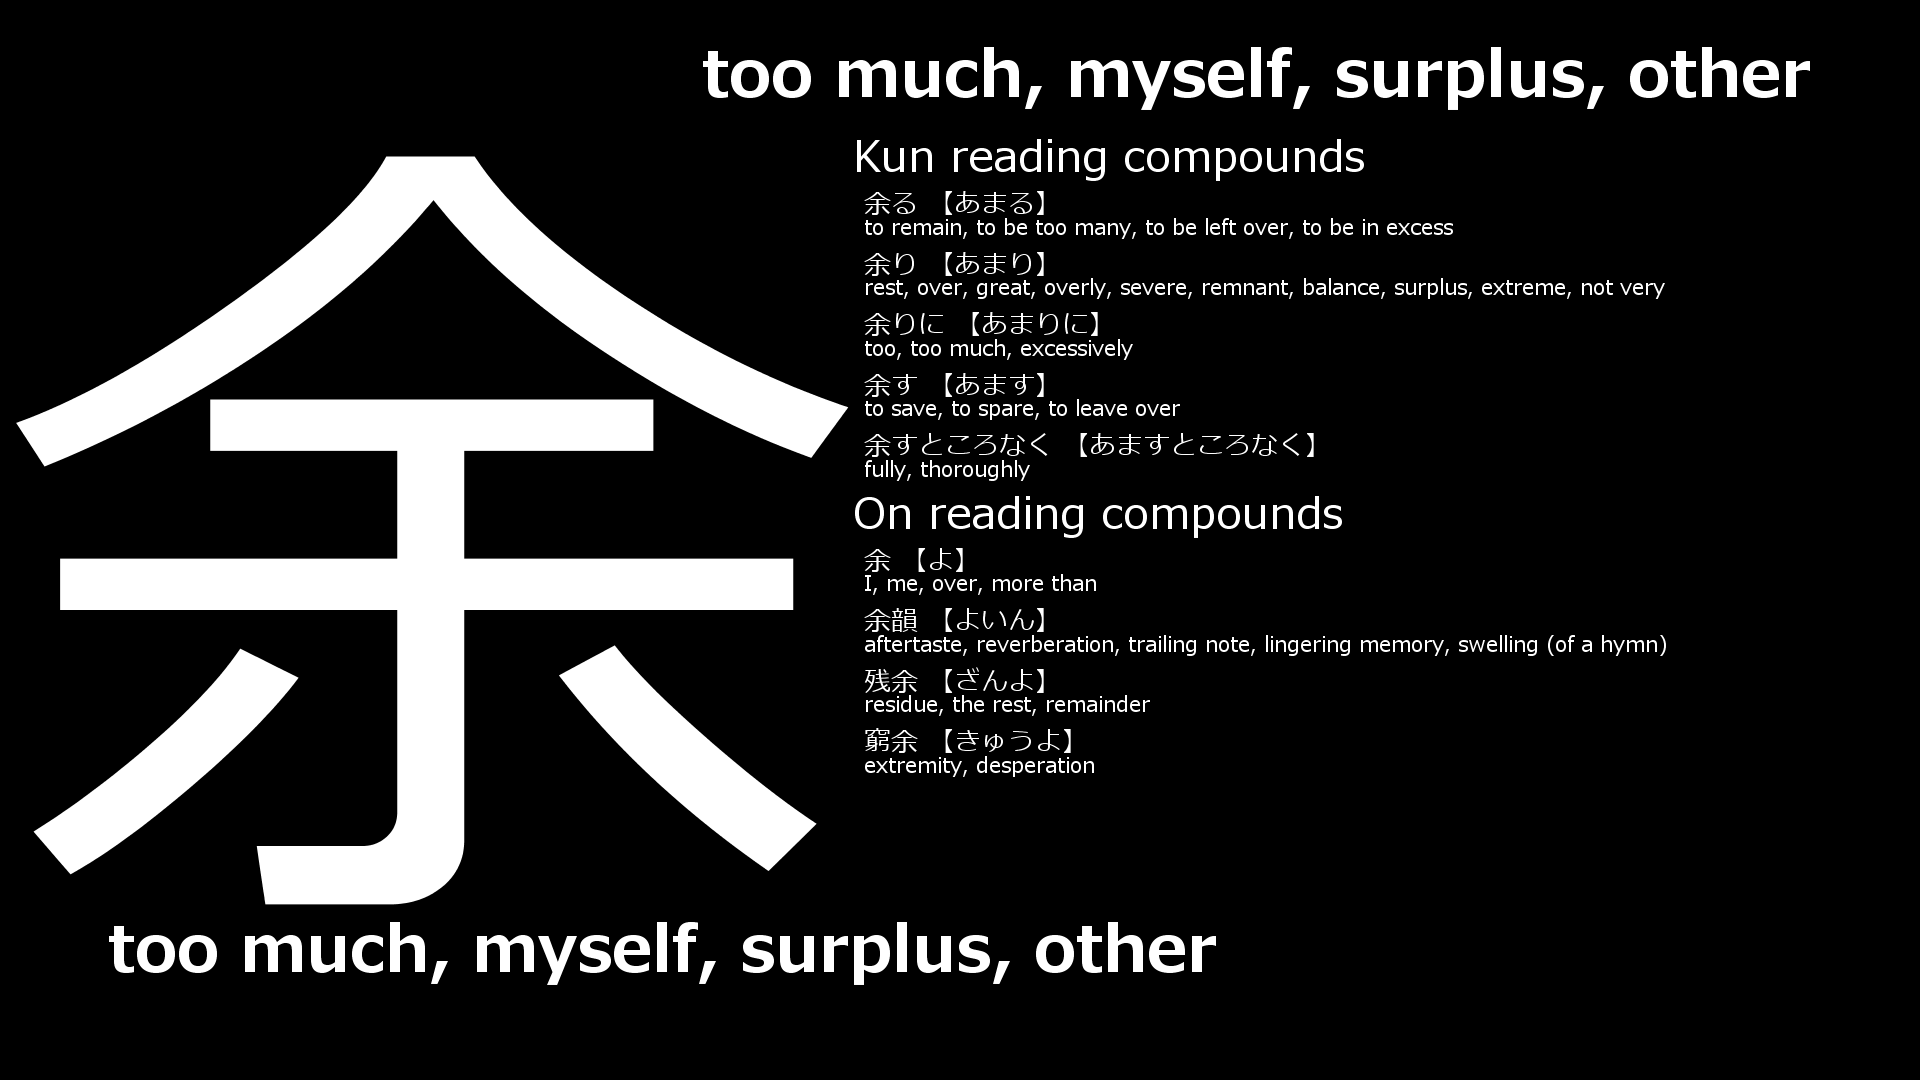 too much, myself, surplus, other
余
Kun reading compounds
余る 【あまる】
to remain, to be too many, to be left over, to be in excess
余り 【あまり】
rest, over, great, overly, severe, remnant, balance, surplus, extreme, not very
余りに 【あまりに】
too, too much, excessively
余す 【あます】
to save, to spare, to leave over
余すところなく 【あますところなく】
fully, thoroughly
On reading compounds
余 【よ】
I, me, over, more than
余韻 【よいん】
aftertaste, reverberation, trailing note, lingering memory, swelling (of a hymn)
残余 【ざんよ】
residue, the rest, remainder
窮余 【きゅうよ】
extremity, desperation
too much, myself, surplus, other